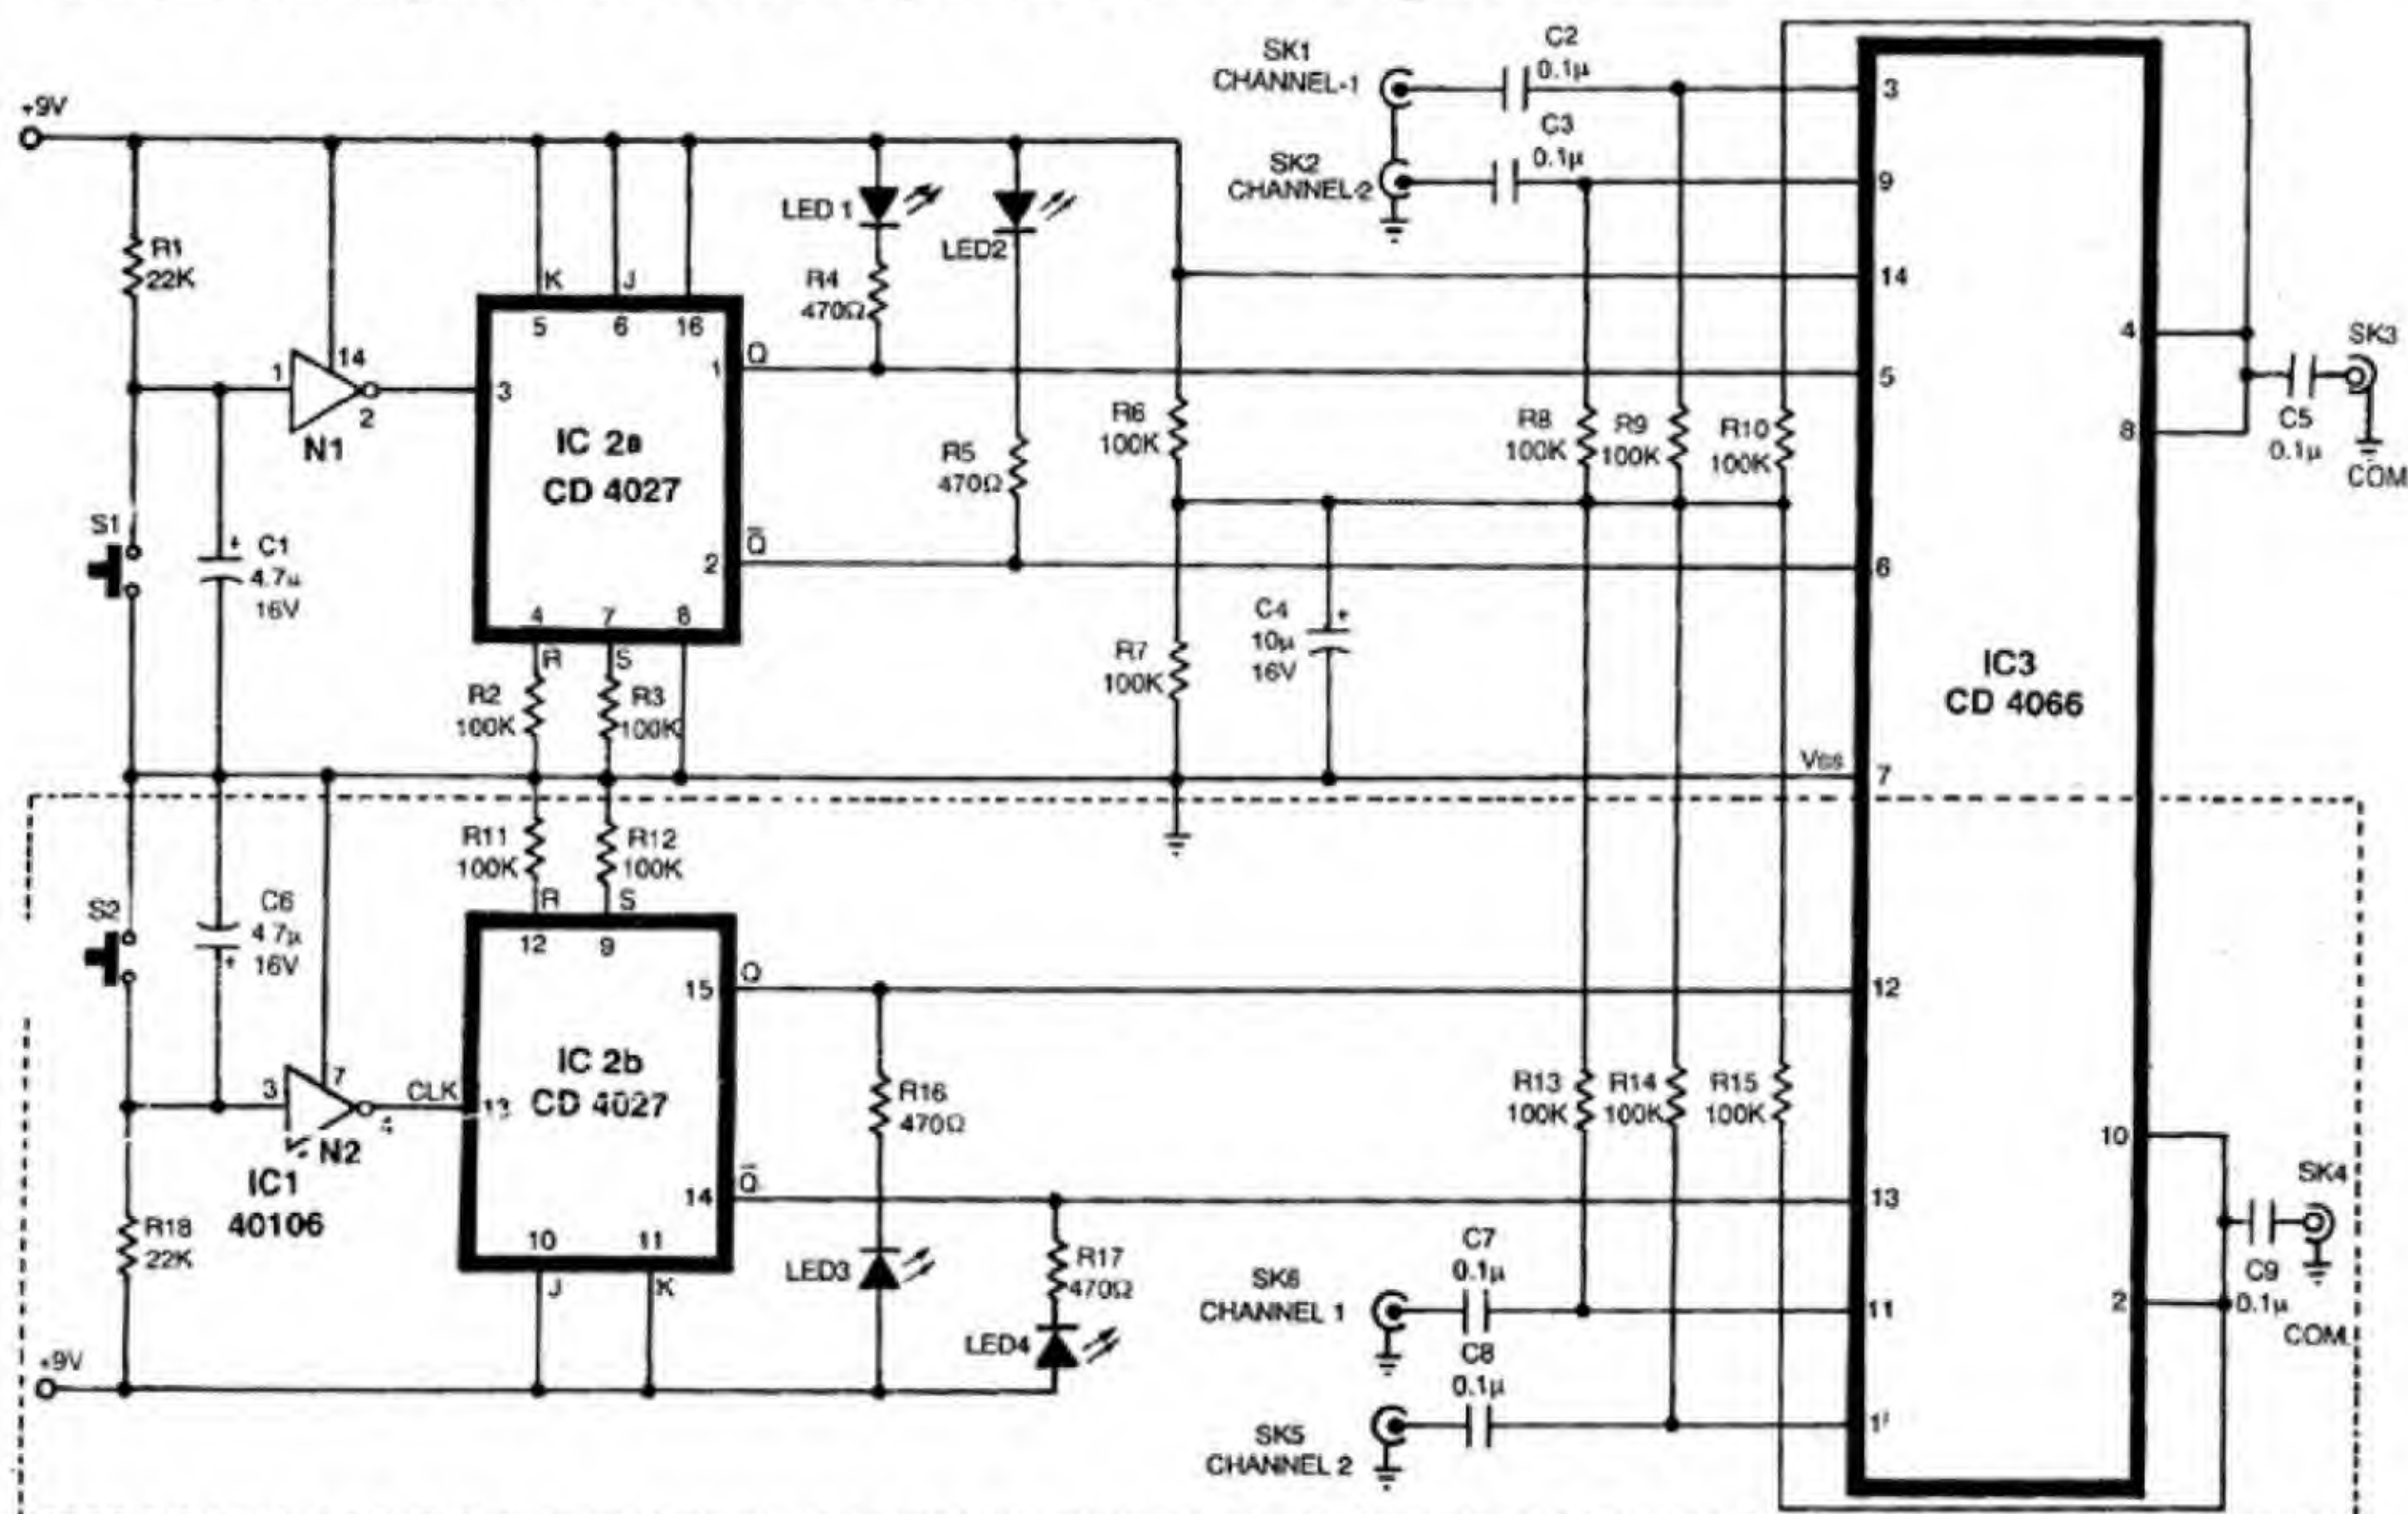 +9V
R1
22K
S1
C1
4.7u
16V
+
1
14
2
N1
K
J
5
6
16
3
1
Q
IC 2a
CD 4027
2
Q̅
4
7
8
R
S
R2
100K
R3
100K
LED 1
R4
470Ω
LED2
R5
470Ω
R6
100K
R7
100K
C4
10µ
16V
+
SK1
CHANNEL-1
C2
0.1µ
SK2
CHANNEL-2
C3
0.1µ
R8
100K
R9
100K
R10
100K
3
9
14
5
6
Vss
7
4
8
IC3
CD 4066
SK3
C5
0.1µ
COM
R11
100K
R12
100K
R
S
12
9
S2
C6
4.7µ
16V
+
3
7
4
CLK
13
N2
IC1
40106
R18
22K
+9V
15
Q
IC 2b
CD 4027
14
Q̅
10
11
J
K
R16
470Ω
LED3
R17
470Ω
LED4
R13
100K
R14
100K
R15
100K
12
13
11
1
10
2
SK6
CHANNEL 1
C7
0.1µ
SK5
CHANNEL 2
C8
0.1µ
SK4
C9
0.1µ
COM